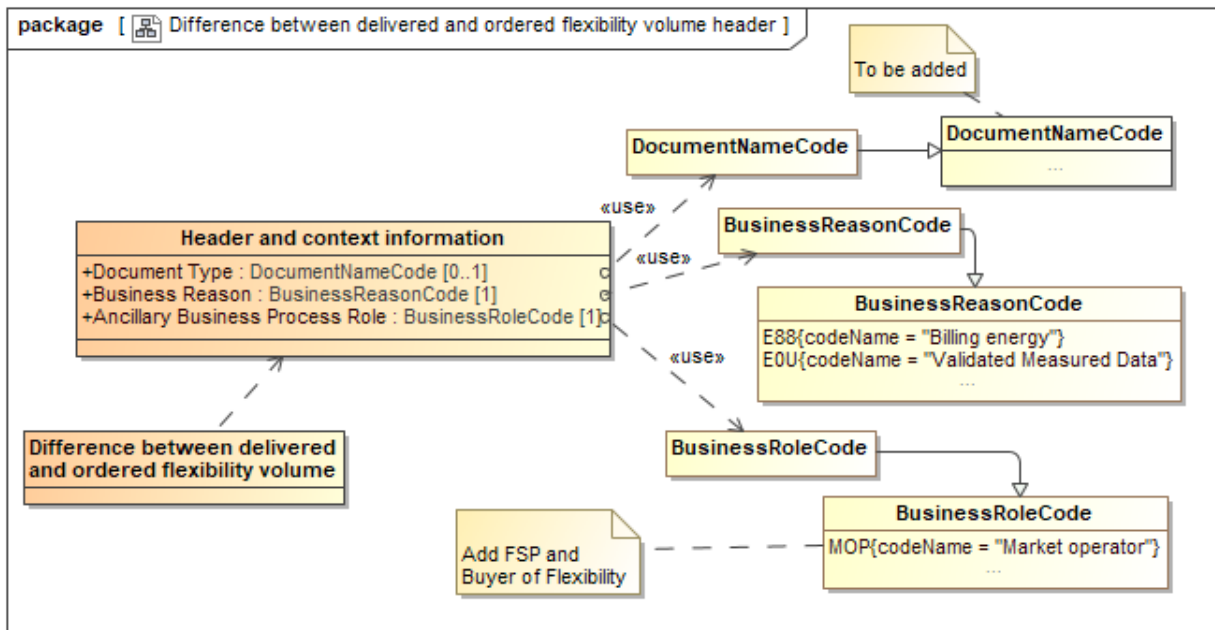 package [ Difference between delivered and ordered flexibility volume header ]
To be added
DocumentNameCode
DocumentNameCode
...
«use»
Header and context information
+Document Type : DocumentNameCode [0..1]
+Business Reason : BusinessReasonCode [1]
+Ancillary Business Process Role : BusinessRoleCode [1]
«use»
BusinessReasonCode
BusinessReasonCode
E88{codeName = "Billing energy"}
E0U{codeName = "Validated Measured Data"}
...
«use»
Difference between delivered
and ordered flexibility volume
BusinessRoleCode
BusinessRoleCode
MOP{codeName = "Market operator"}
...
Add FSP and
Buyer of Flexibility